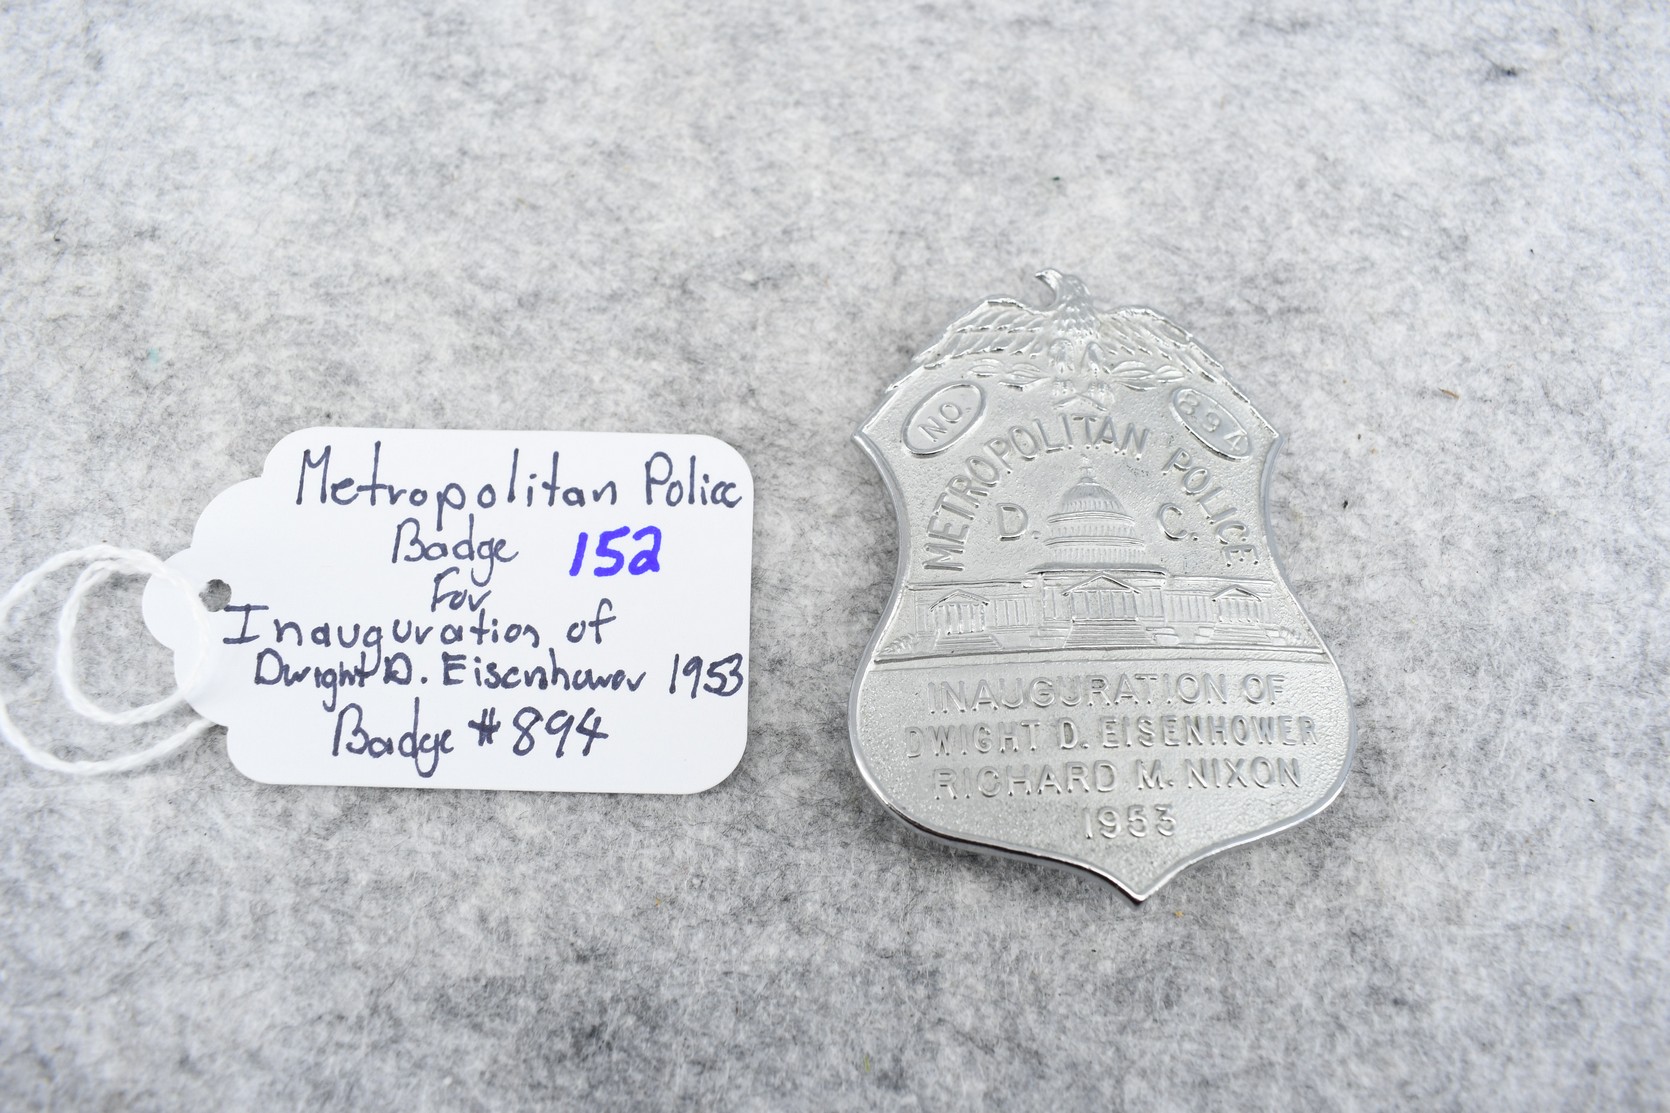 Metropolitan Police
Badge 152
For
Inauguration of
Dwight D. Eisenhower 1953
Badge #894
NO. 894
METROPOLITAN POLICE
D. C.
INAUGURATION OF
DWIGHT D. EISENHOWER
RICHARD M. NIXON
1953